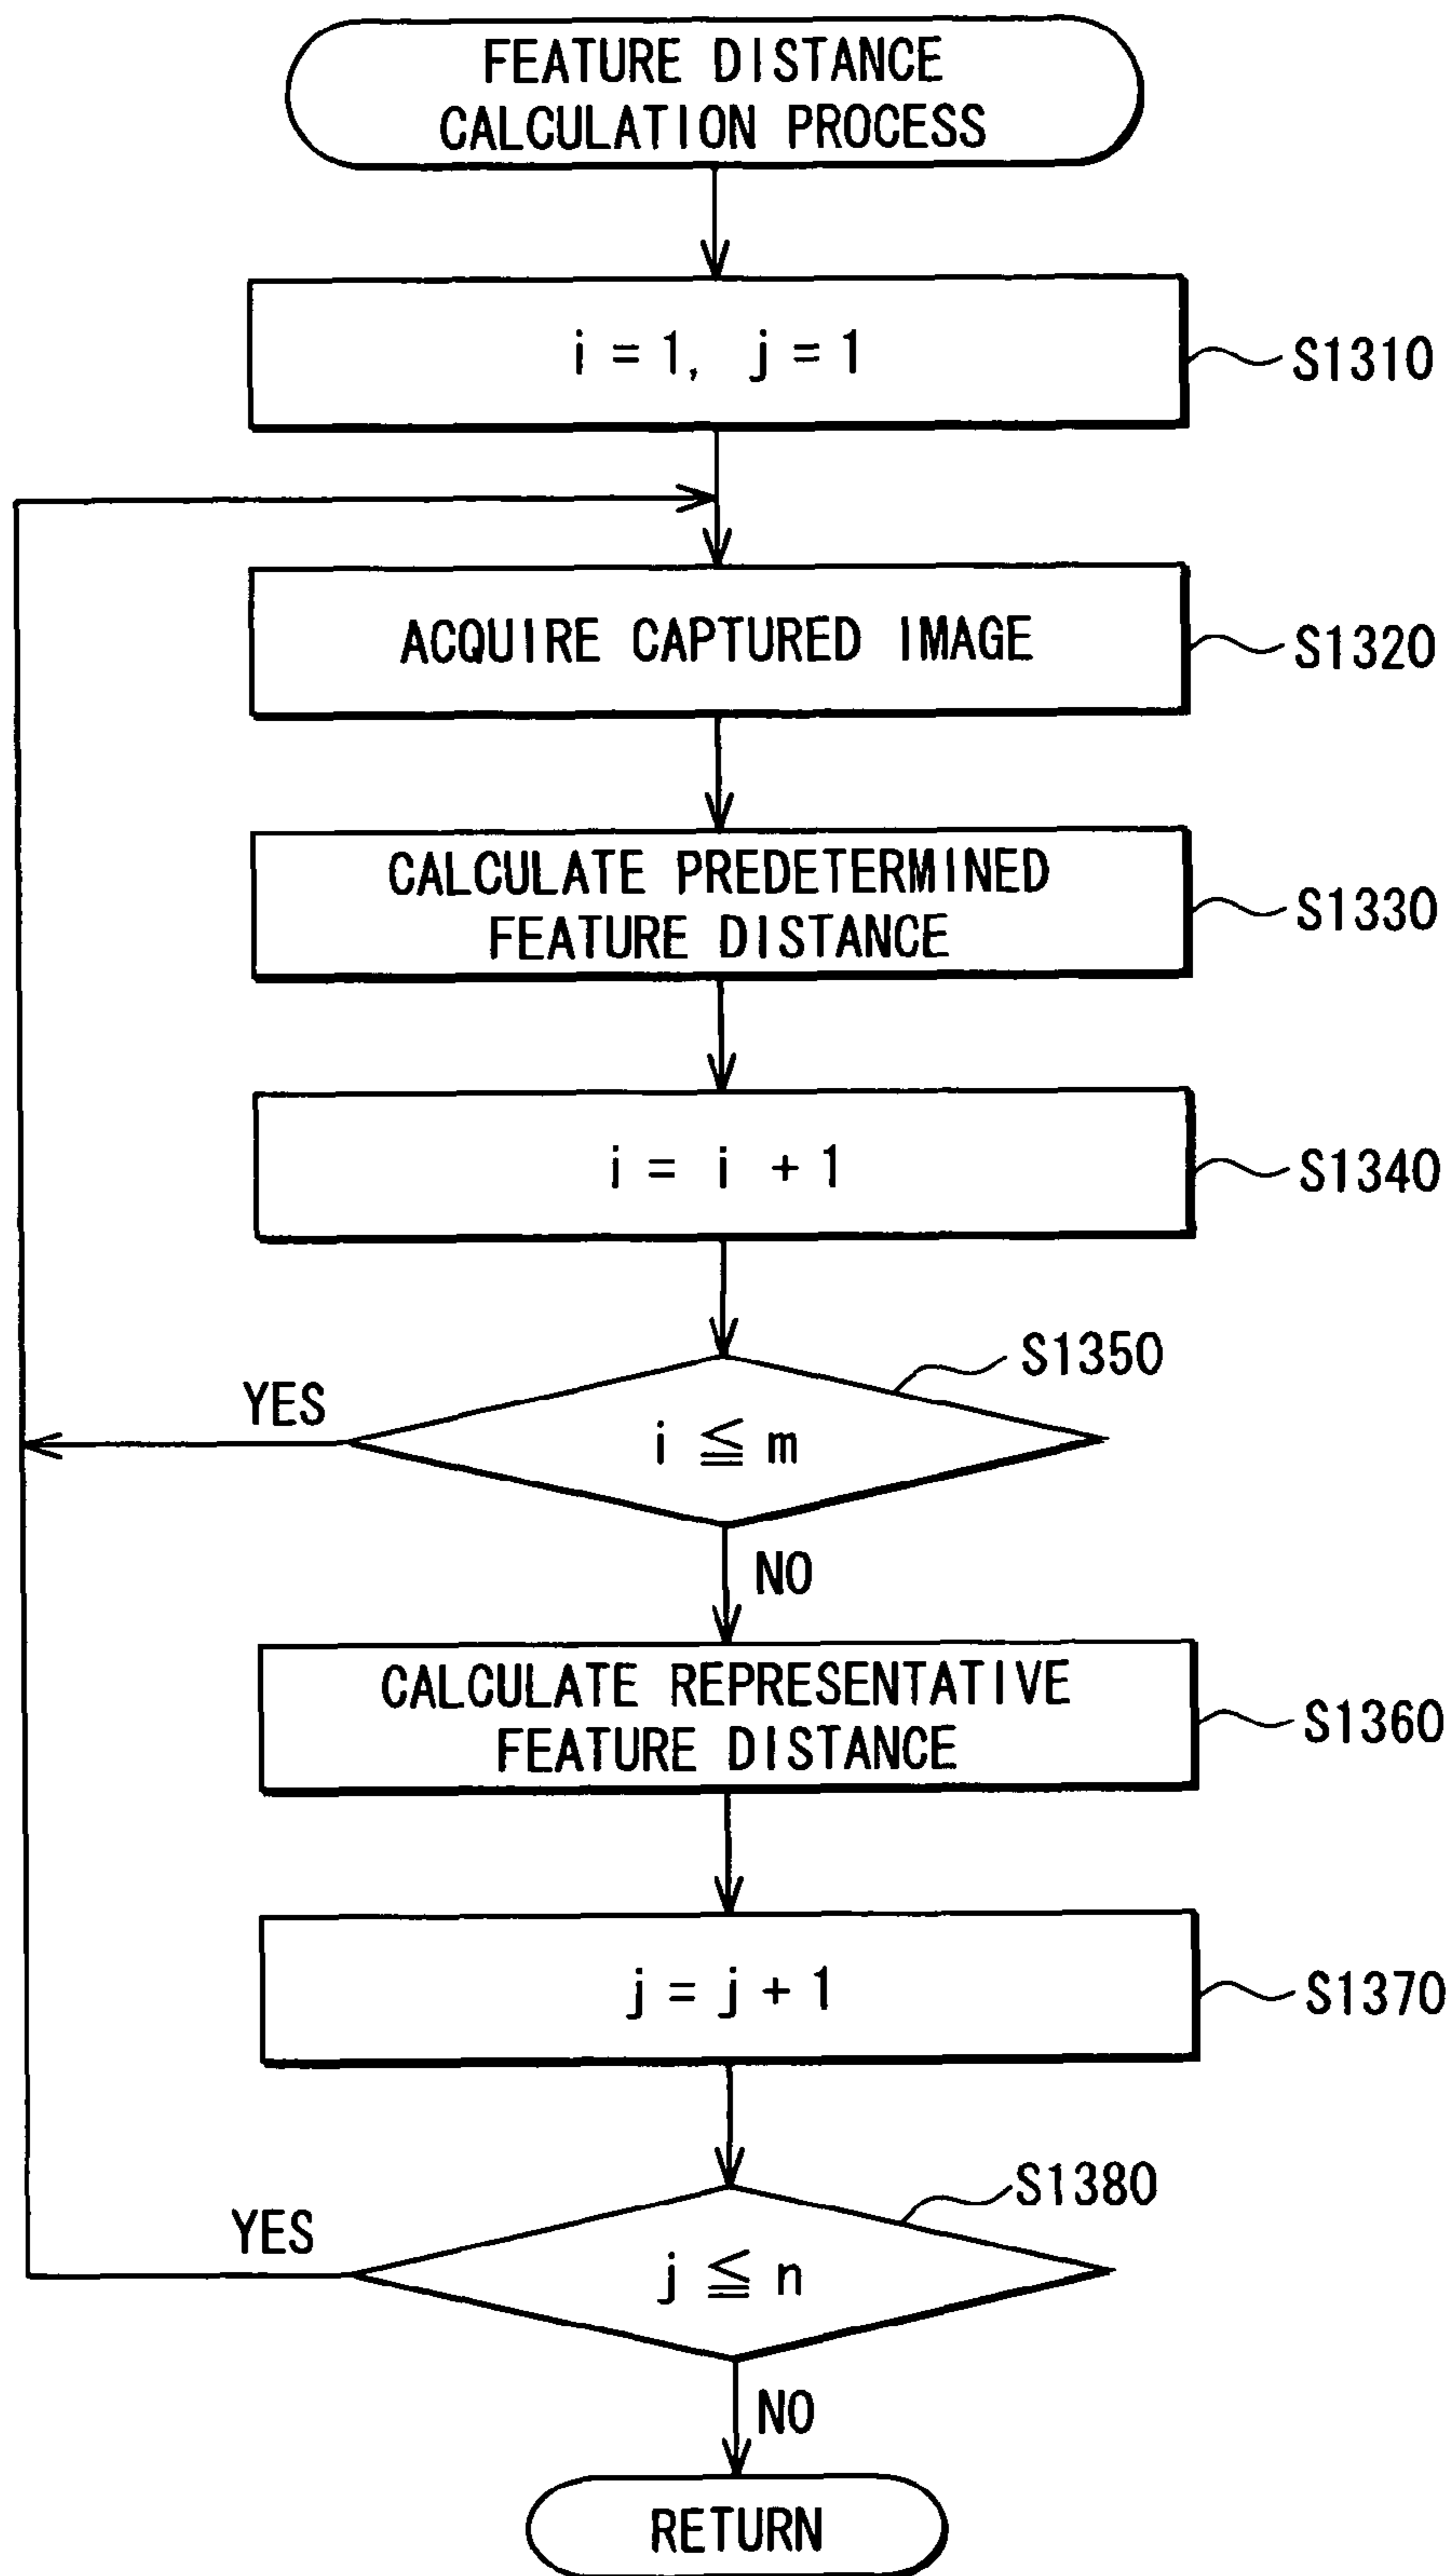 FEATURE DISTANCE
CALCULATION PROCESS
i = 1, j = 1
S1310
ACQUIRE CAPTURED IMAGE
S1320
CALCULATE PREDETERMINED
FEATURE DISTANCE
S1330
i = i + 1
S1340
S1350
YES
i ≦ m
NO
CALCULATE REPRESENTATIVE
FEATURE DISTANCE
S1360
j = j + 1
S1370
S1380
YES
j ≦ n
NO
RETURN